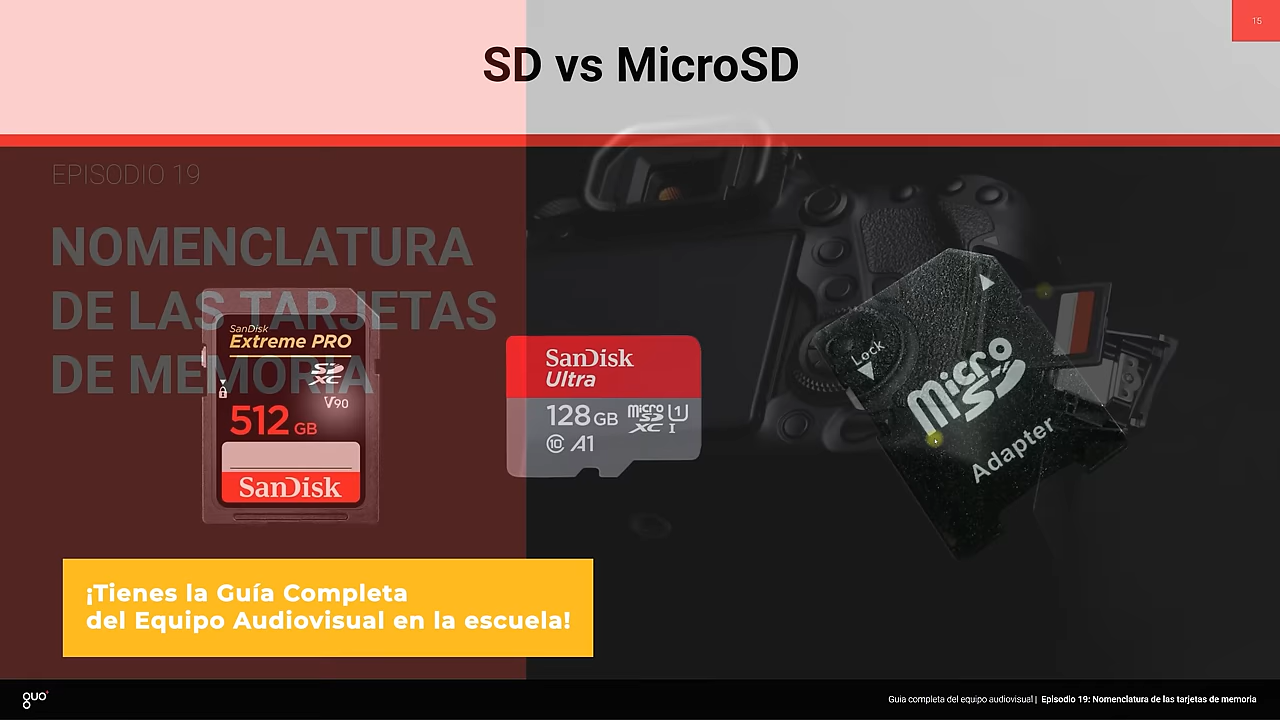 15
SD vs MicroSD
EPISODIO 19
NOMENCLATURA
DE LAS TARJETAS
DE MEMORIA
SanDisk
Extreme PRO
SD
XC
V90
512 GB
SanDisk
SanDisk
Ultra
128 GB
micro
SD
XC I
U1
10 A1
Lock
Micro
SD
Adapter
¡Tienes la Guía Completa
del Equipo Audiovisual en la escuela!
guo
Guía completa del equipo audiovisual | Episodio 19: Nomenclatura de las tarjetas de memoria